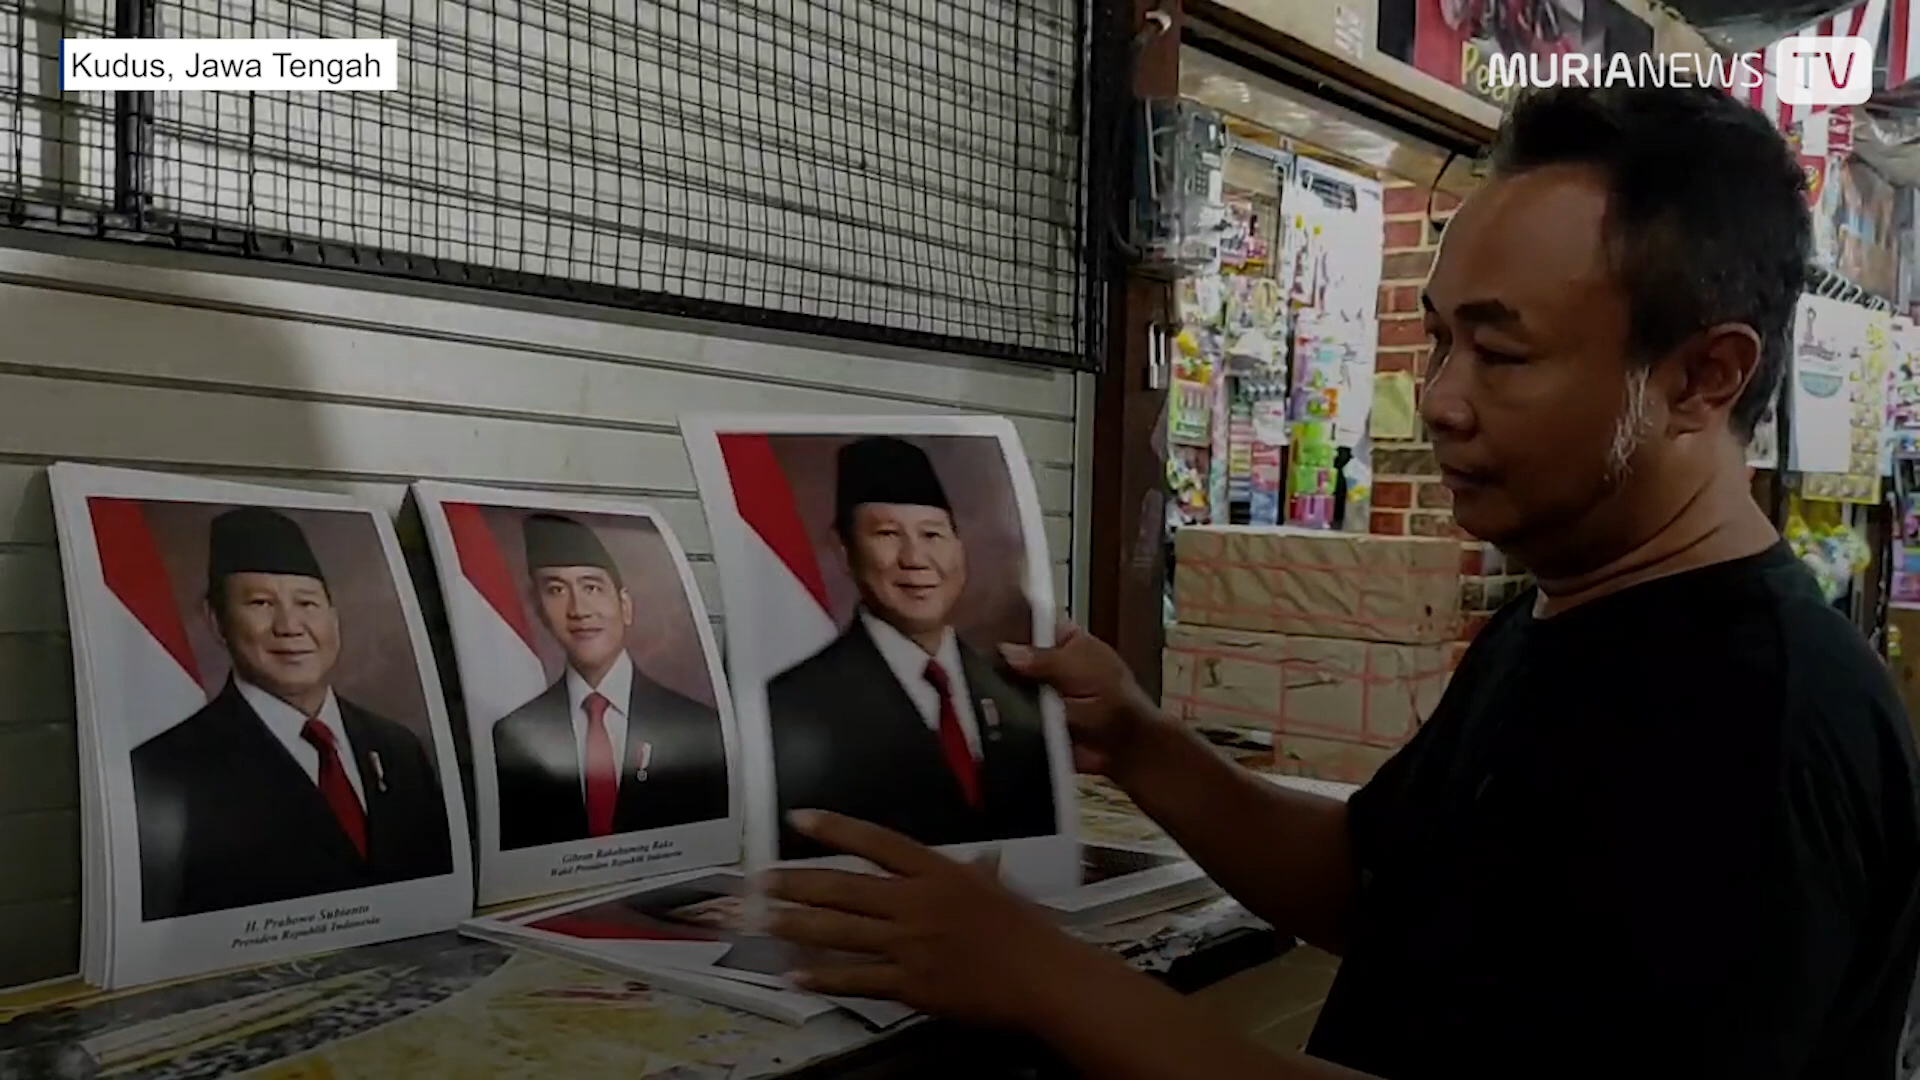 Kudus, Jawa Tengah
MURIANEWS TV
H. Prabowo Subianto
Presiden Republik Indonesia
Gibran Rakabuming Raka
Wakil Presiden Republik Indonesia